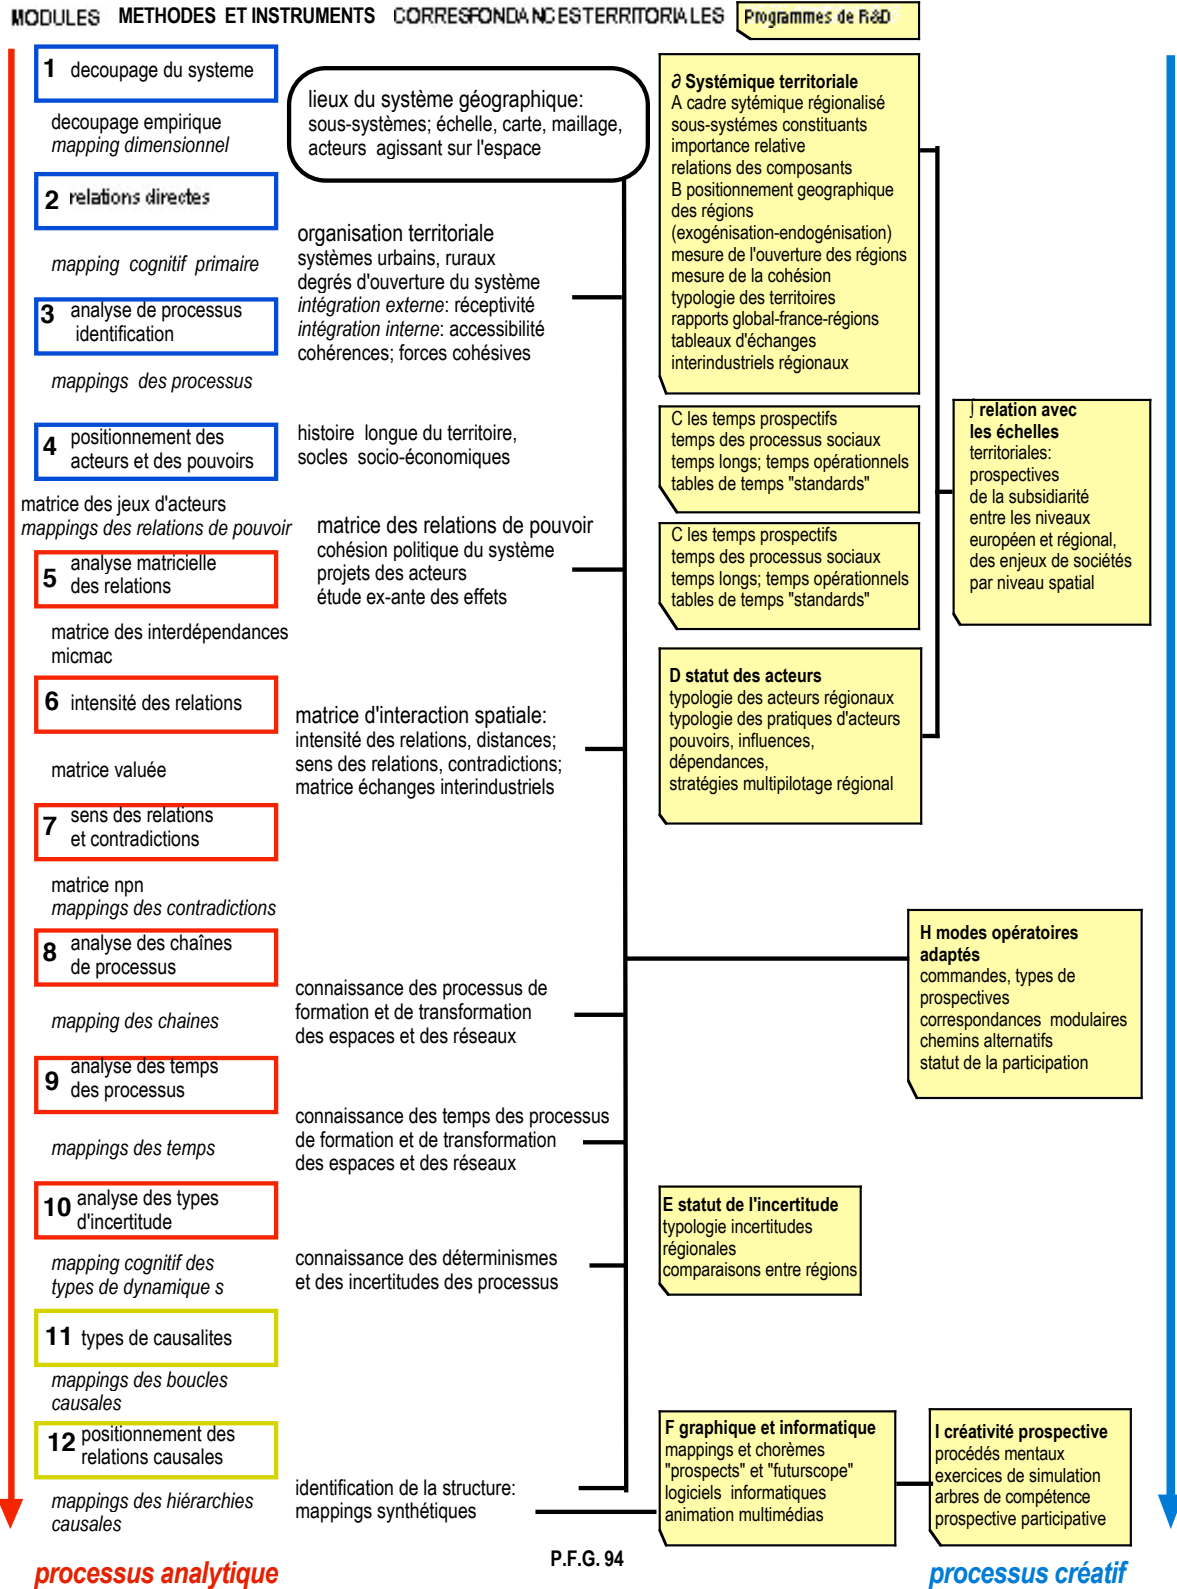 MODULES METHODES ET INSTRUMENTS CORRESFONDANCES TERRITORIALES Programmes de R&D
1 decoupage du systeme
decoupage empirique
mapping dimensionnel
2 relations directes
mapping cognitif primaire
3 analyse de processus
identification
mappings des processus
4 positionnement des
acteurs et des pouvoirs
matrice des jeux d'acteurs
mappings des relations de pouvoir
5 analyse matricielle
des relations
matrice des interdépendances
micmac
6 intensité des relations
matrice valuée
7 sens des relations
et contradictions
matrice npn
mappings des contradictions
8 analyse des chaînes
de processus
mapping des chaines
9 analyse des temps
des processus
mappings des temps
10 analyse des types
d'incertitude
mapping cognitif des
types de dynamique s
11 types de causalites
mappings des boucles
causales
12 positionnement des
relations causales
mappings des hiérarchies
causales
processus analytique
lieux du système géographique:
sous-systèmes; échelle, carte, maillage,
acteurs agissant sur l'espace
organisation territoriale
systèmes urbains, ruraux
degrés d'ouverture du système
intégration externe: réceptivité
intégration interne: accessibilité
cohérences; forces cohésives
histoire longue du territoire,
socles socio-économiques
matrice des relations de pouvoir
cohésion politique du système
projets des acteurs
étude ex-ante des effets
matrice d'interaction spatiale:
intensité des relations, distances;
sens des relations, contradictions;
matrice échanges interindustriels
connaissance des processus de
formation et de transformation
des espaces et des réseaux
connaissance des temps des processus
de formation et de transformation
des espaces et des réseaux
connaissance des déterminismes
et des incertitudes des processus
identification de la structure:
mappings synthétiques
P.F.G. 94
∂ Systémique territoriale
A cadre sytémique régionalisé
sous-systémes constituants
importance relative
relations des composants
B positionnement geographique
des régions
(exogénisation-endogénisation)
mesure de l'ouverture des régions
mesure de la cohésion
typologie des territoires
rapports global-france-régions
tableaux d'échanges
interindustriels régionaux
C les temps prospectifs
temps des processus sociaux
temps longs; temps opérationnels
tables de temps "standards"
C les temps prospectifs
temps des processus sociaux
temps longs; temps opérationnels
tables de temps "standards"
D statut des acteurs
typologie des acteurs régionaux
typologie des pratiques d'acteurs
pouvoirs, influences,
dépendances,
stratégies multipilotage régional
∫ relation avec
les échelles
territoriales:
prospectives
de la subsidiarité
entre les niveaux
européen et régional,
des enjeux de sociétés
par niveau spatial
H modes opératoires
adaptés
commandes, types de
prospectives
correspondances modulaires
chemins alternatifs
statut de la participation
E statut de l'incertitude
typologie incertitudes
régionales
comparaisons entre régions
F graphique et informatique
mappings et chorèmes
"prospects" et "futurscope"
logiciels informatiques
animation multimédias
I créativité prospective
procédés mentaux
exercices de simulation
arbres de compétence
prospective participative
processus créatif